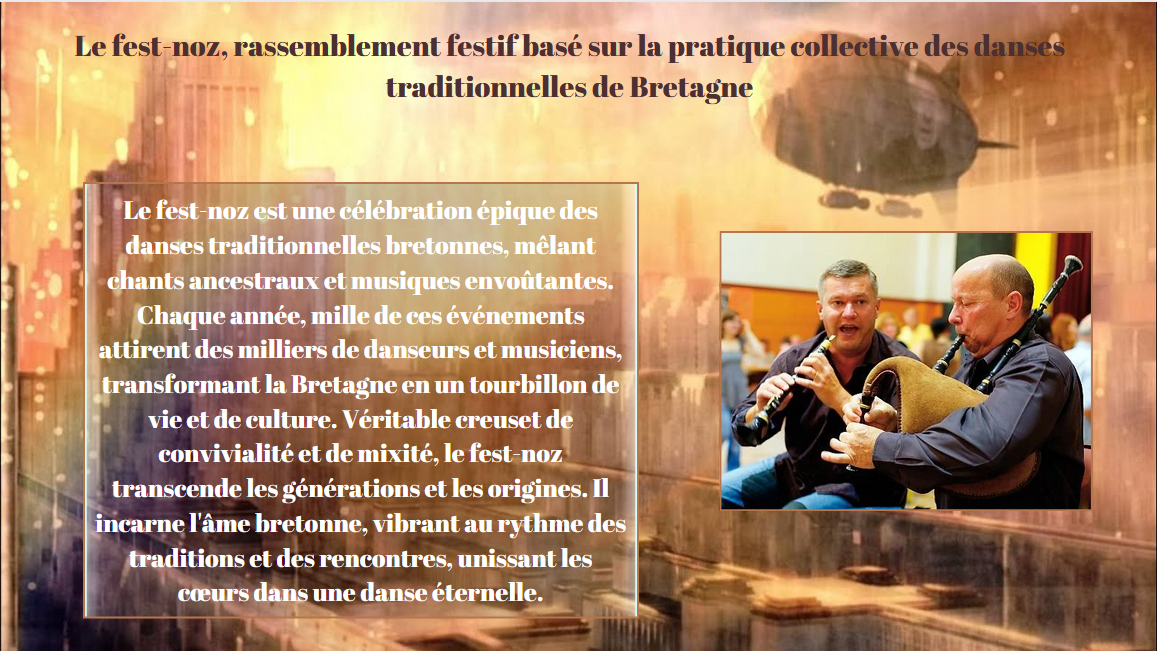 Le fest-noz, rassemblement festif basé sur la pratique collective des danses
traditionnelles de Bretagne
Le fest-noz est une célébration épique des
danses traditionnelles bretonnes, mêlant
chants ancestraux et musiques envoûtantes.
Chaque année, mille de ces événements
attirent des milliers de danseurs et musiciens,
transformant la Bretagne en un tourbillon de
vie et de culture. Véritable creuset de
convivialité et de mixité, le fest-noz
transcende les générations et les origines. Il
incarne l'âme bretonne, vibrant au rythme des
traditions et des rencontres, unissant les
cœurs dans une danse éternelle.